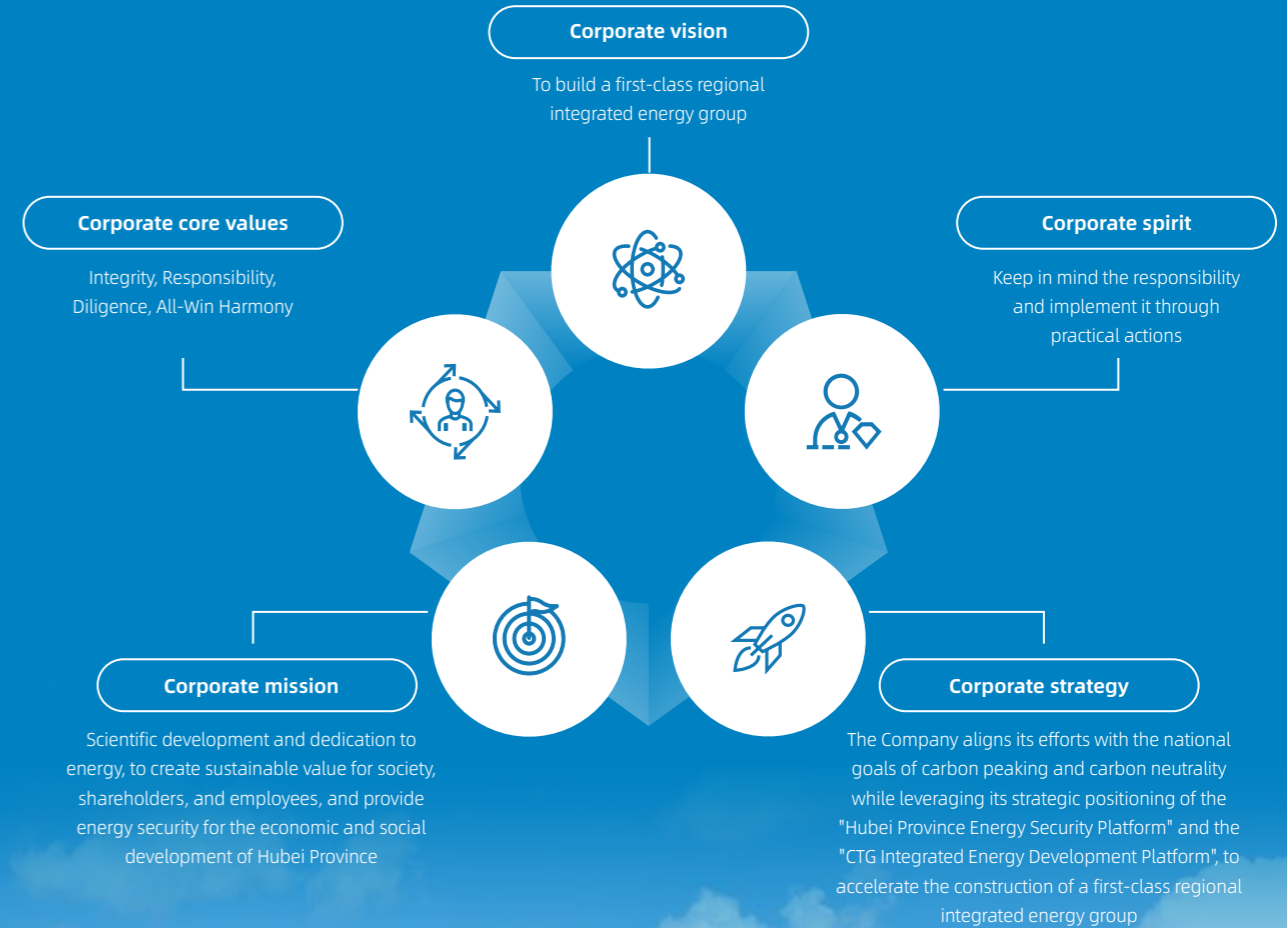 Corporate vision
To build a first-class regional
integrated energy group
Corporate core values
Integrity, Responsibility,
Diligence, All-Win Harmony
Corporate spirit
Keep in mind the responsibility
and implement it through
practical actions
Corporate mission
Scientific development and dedication to
energy, to create sustainable value for society,
shareholders, and employees, and provide
energy security for the economic and social
development of Hubei Province
Corporate strategy
The Company aligns its efforts with the national
goals of carbon peaking and carbon neutrality
while leveraging its strategic positioning of the
"Hubei Province Energy Security Platform" and the
"CTG Integrated Energy Development Platform", to
accelerate the construction of a first-class regional
integrated energy group